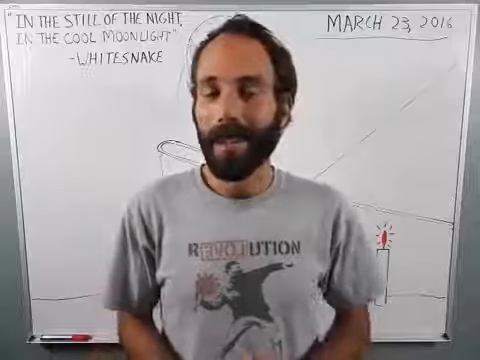 "IN THE STILL OF THE NIGHT,
IN THE COOL MOONLIGHT"
-WHITESNAKE
MARCH 23, 2016
REVOLUTION